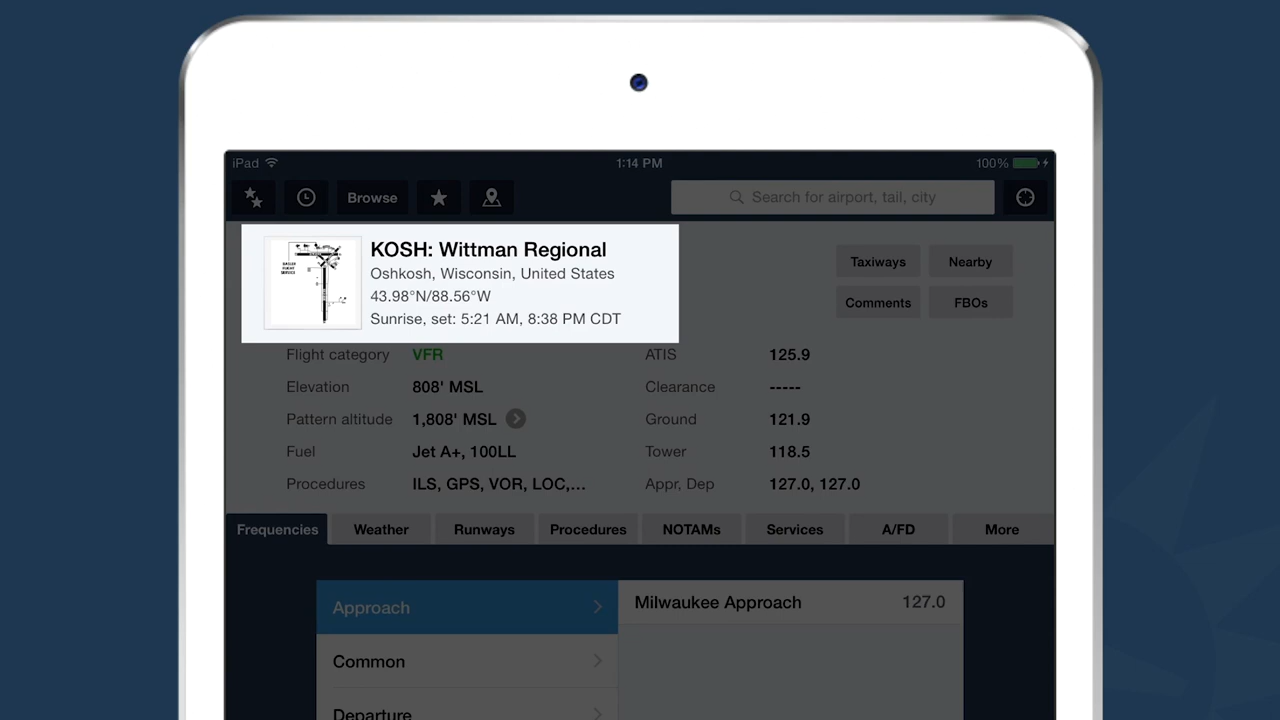 iPad 1:14 PM 100%
Browse Search for airport, tail, city
KOSH: Wittman Regional
Oshkosh, Wisconsin, United States
43.98°N/88.56°W
Sunrise, set: 5:21 AM, 8:38 PM CDT
Taxiways Nearby
Comments FBOs
Flight category VFR ATIS 125.9
Elevation 808' MSL Clearance -----
Pattern altitude 1,808' MSL Ground 121.9
Fuel Jet A+, 100LL Tower 118.5
Procedures ILS, GPS, VOR, LOC,... Appr, Dep 127.0, 127.0
Frequencies Weather Runways Procedures NOTAMs Services A/FD More
Approach Milwaukee Approach 127.0
Common
Departure